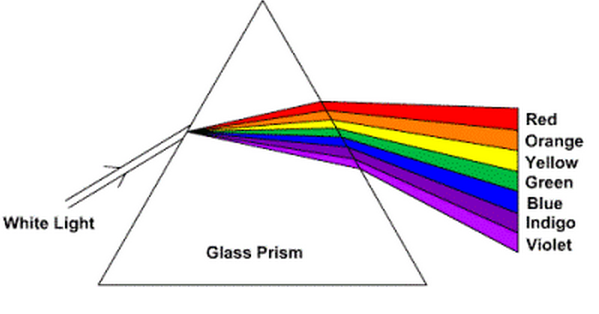 Red
Orange
Yellow
Green
Blue
Indigo
Violet
White Light
Glass Prism